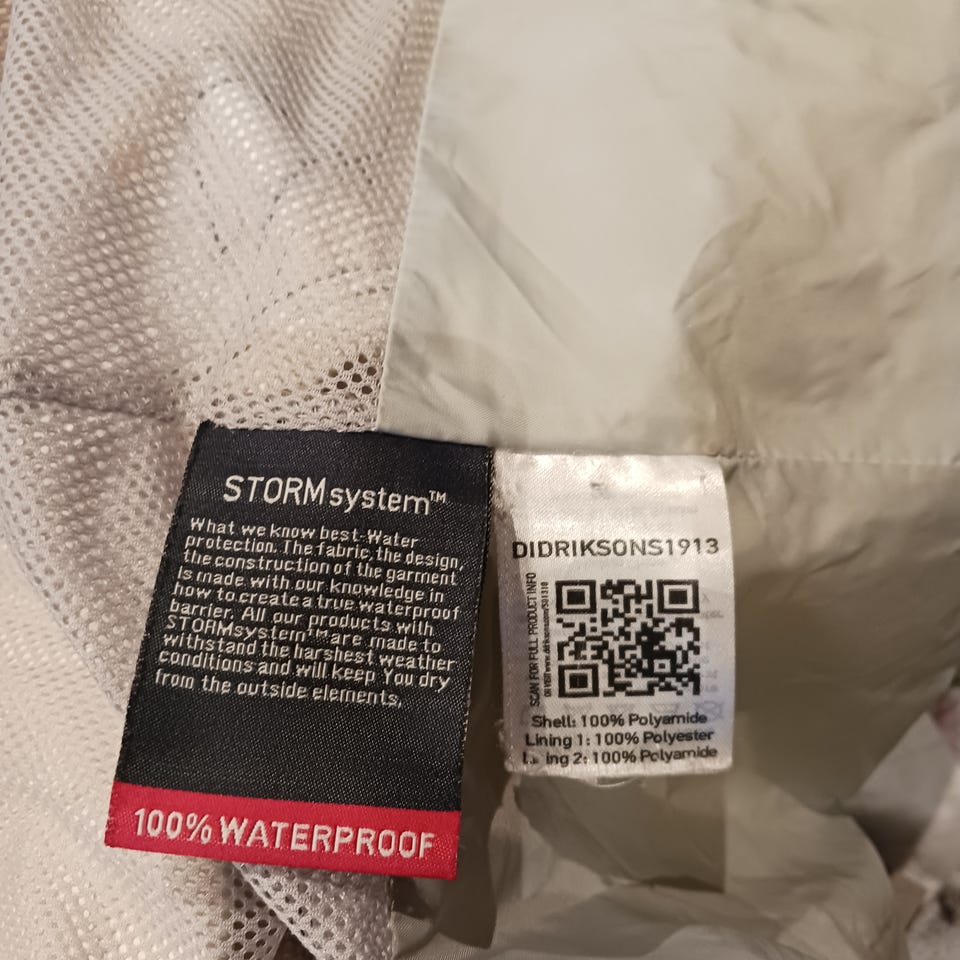 STORMsystem™
What we know best-Water
protection. The fabric, the design,
the construction of the garment
is made with our knowledge in
how to create a true waterproof
barrier. All our products with
STORMsystem™ are made to
withstand the harshest weather
conditions and will keep You dry
from the outside elements.
100% WATERPROOF
DIDRIKSONS1913
SCAN FOR FULL PRODUCT INFO
Shell: 100% Polyamide
Lining 1: 100% Polyester
ing 2: 100% Polyamide